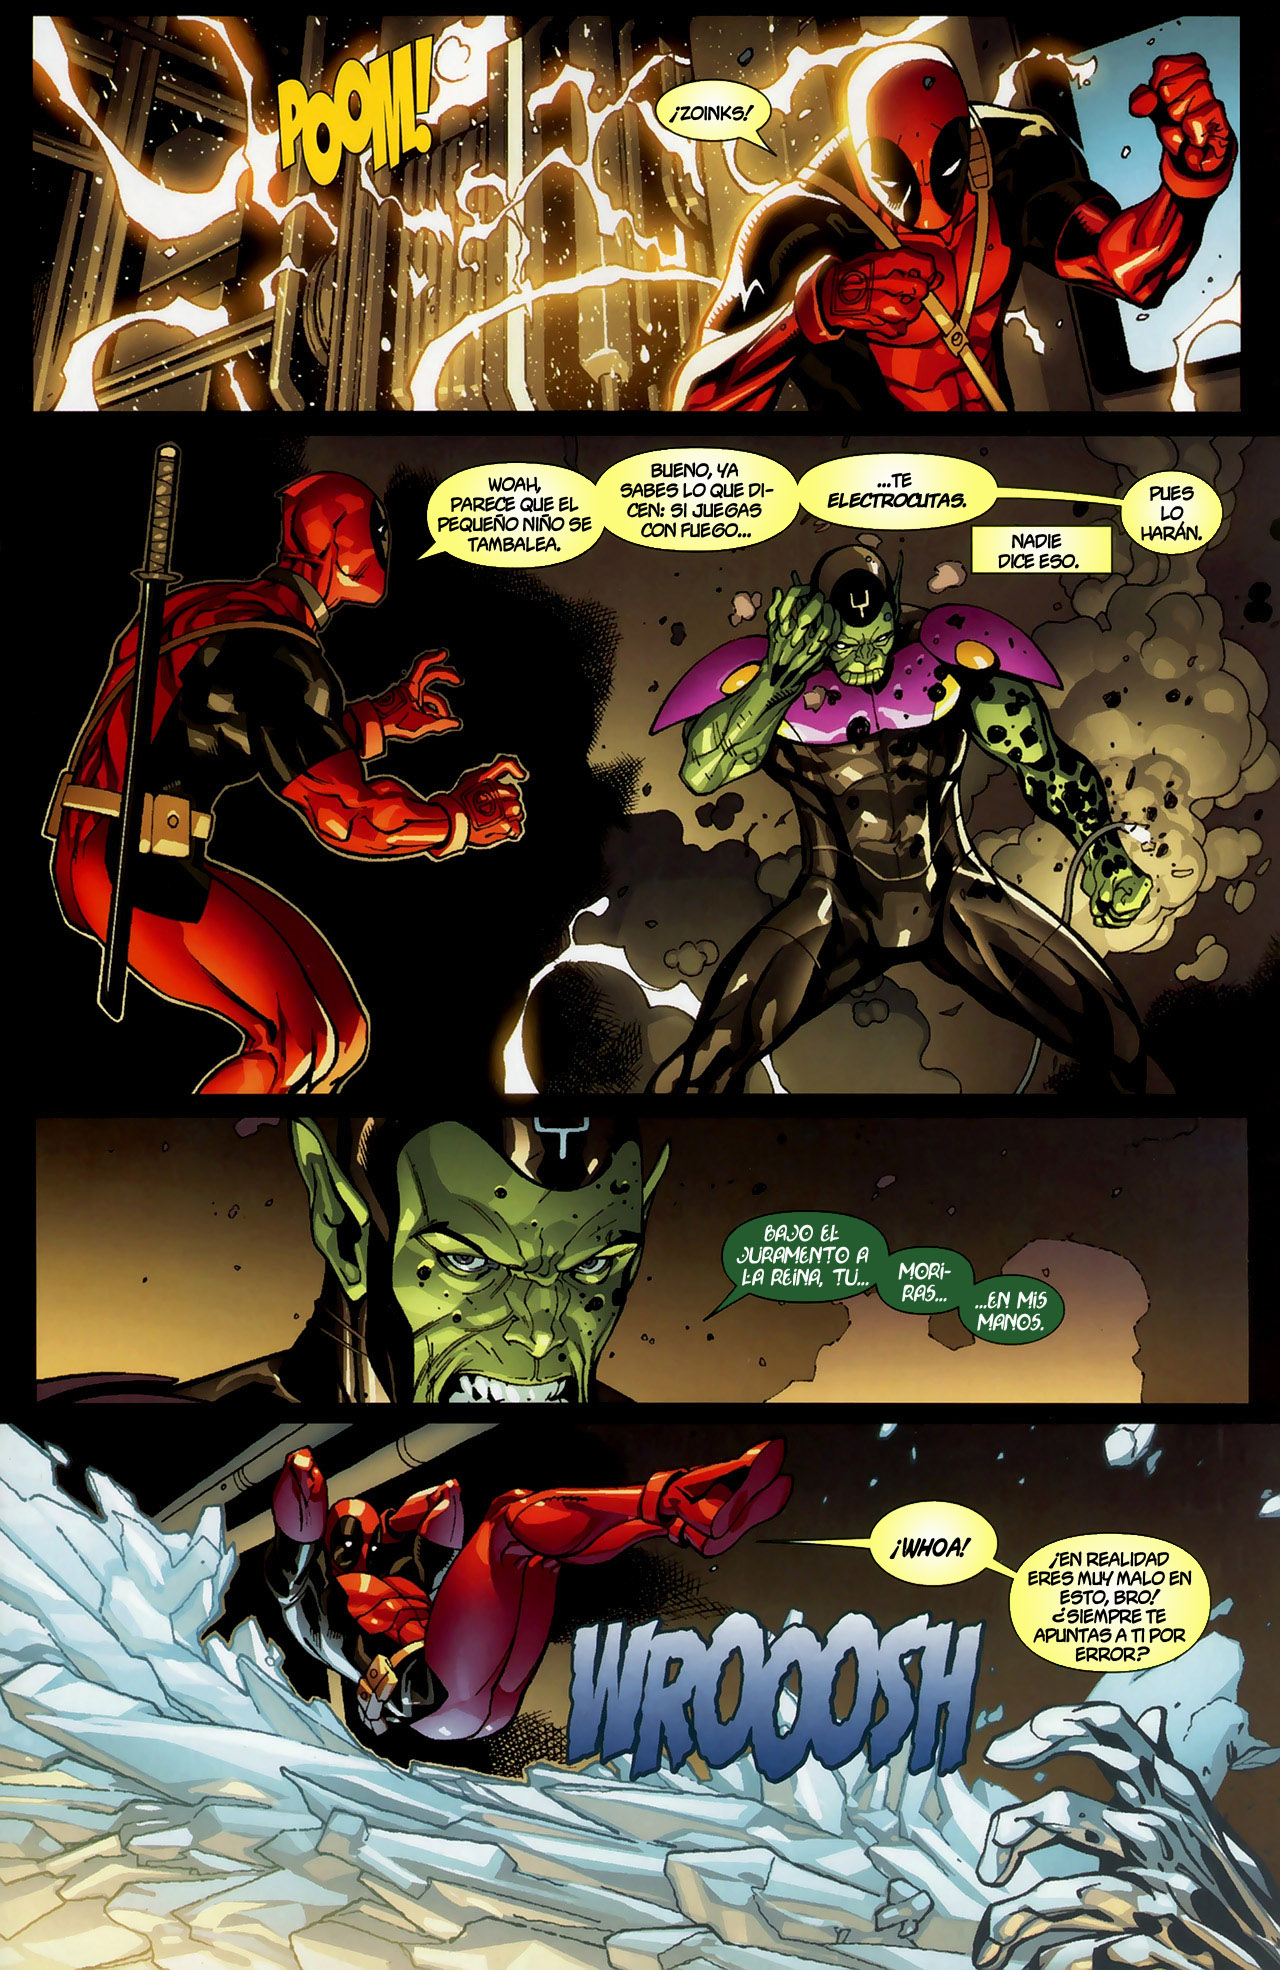 POOM!
¡ZOINKS!
WOAH,
PARECE QUE EL
PEQUEÑO NIÑO SE
TAMBALEA.
BUENO, YA
SABES LO QUE DI-
CEN: SI JUEGAS
CON FUEGO...
...TE
ELECTROCUTAS.
NADIE
DICE ESO.
PUES
LO
HARÁN.
BAJO EL
JURAMENTO A
LA REINA, TU...
MORI-
RAS...
...EN MIS
MANOS.
¡WHOA!
¡EN REALIDAD
ERES MUY MALO EN
ESTO, BRO!
¿SIEMPRE TE
APUNTAS A TI POR
ERROR?
WROOOSH